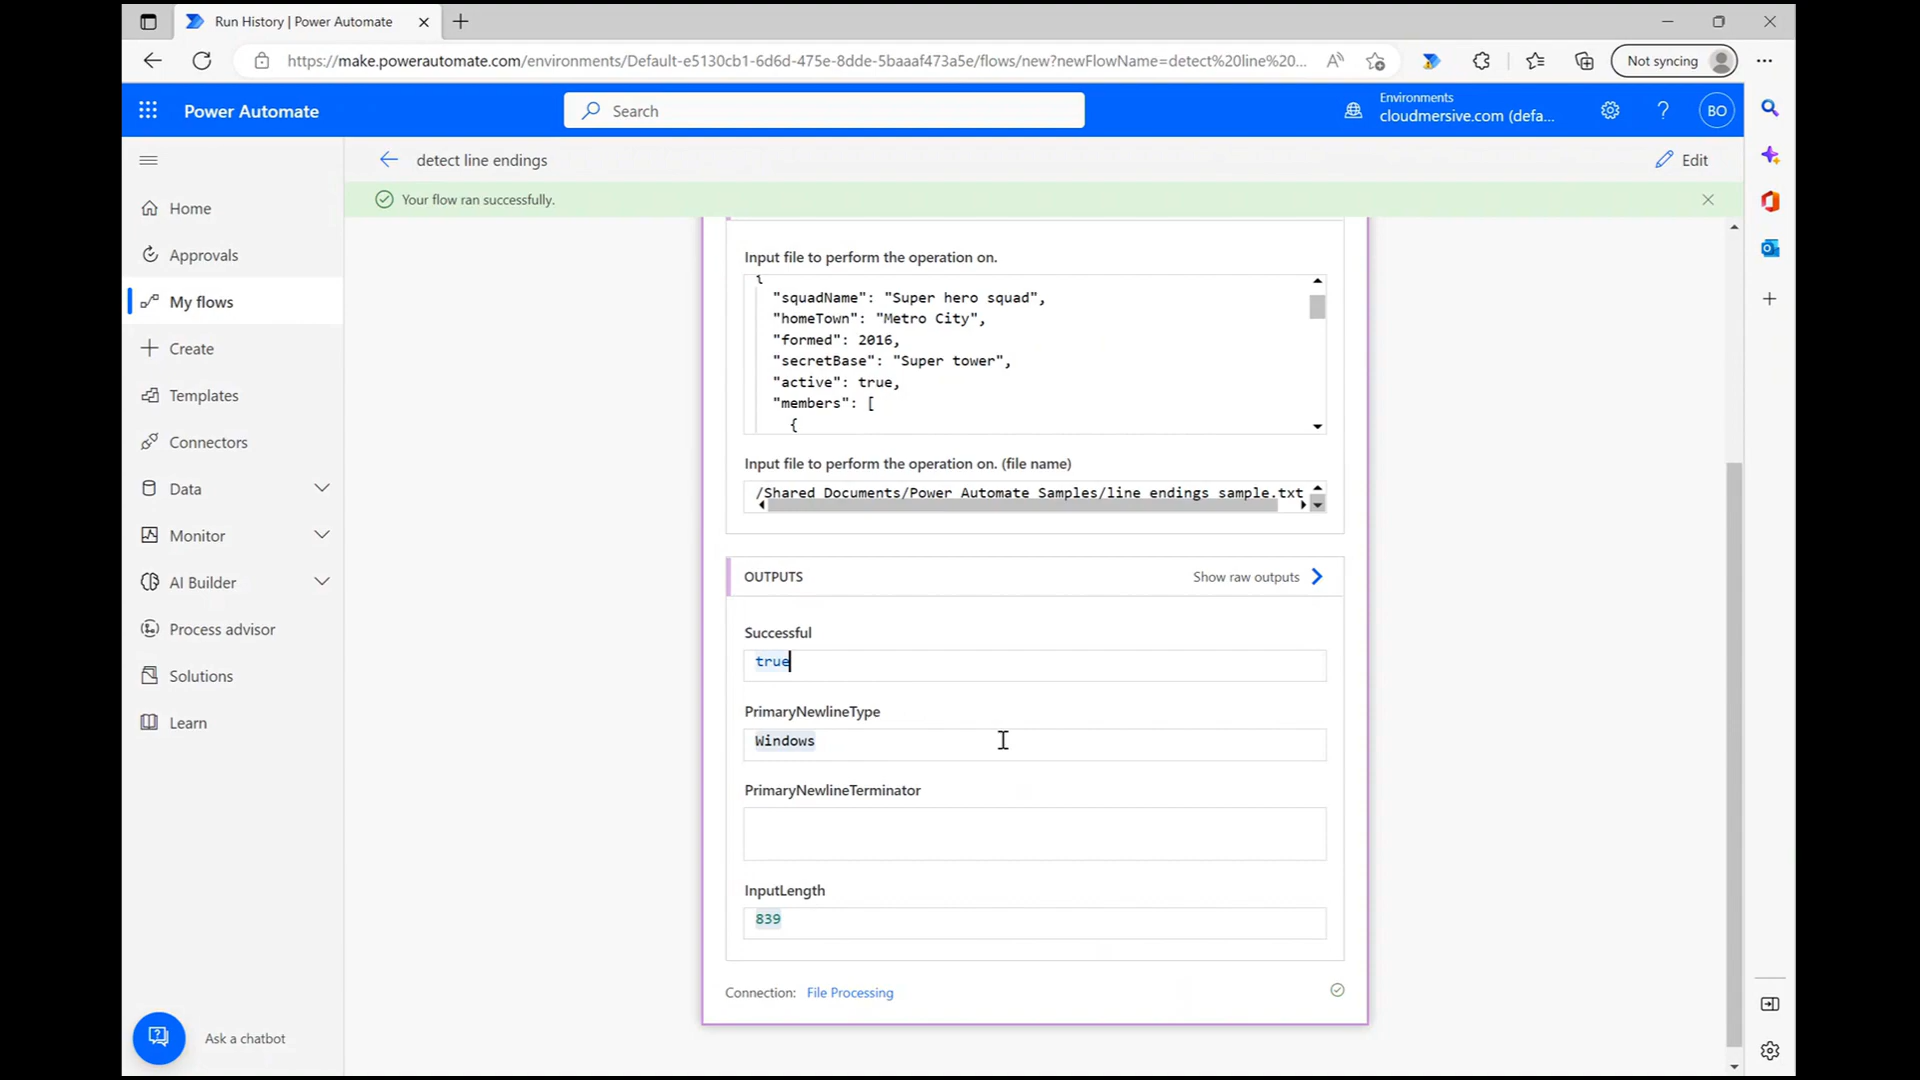 Run History | Power Automate
https://make.powerautomate.com/environments/Default-e5130cb1-6d6d-475e-8dde-5baaaf473a5e/flows/new?newFlowName=detect%20line%20...
Not syncing
Power Automate
Search
Environments
cloudmersive.com (defa...
BO
detect line endings
Edit
Your flow ran successfully.
Home
Approvals
My flows
Create
Templates
Connectors
Data
Monitor
AI Builder
Process advisor
Solutions
Learn
Ask a chatbot
Input file to perform the operation on.
{
"squadName": "Super hero squad",
"homeTown": "Metro City",
"formed": 2016,
"secretBase": "Super tower",
"active": true,
"members": [
{
Input file to perform the operation on. (file name)
/Shared Documents/Power Automate Samples/line endings sample.txt
OUTPUTS
Show raw outputs
Successful
true
PrimaryNewlineType
Windows
PrimaryNewlineTerminator
InputLength
839
Connection: File Processing